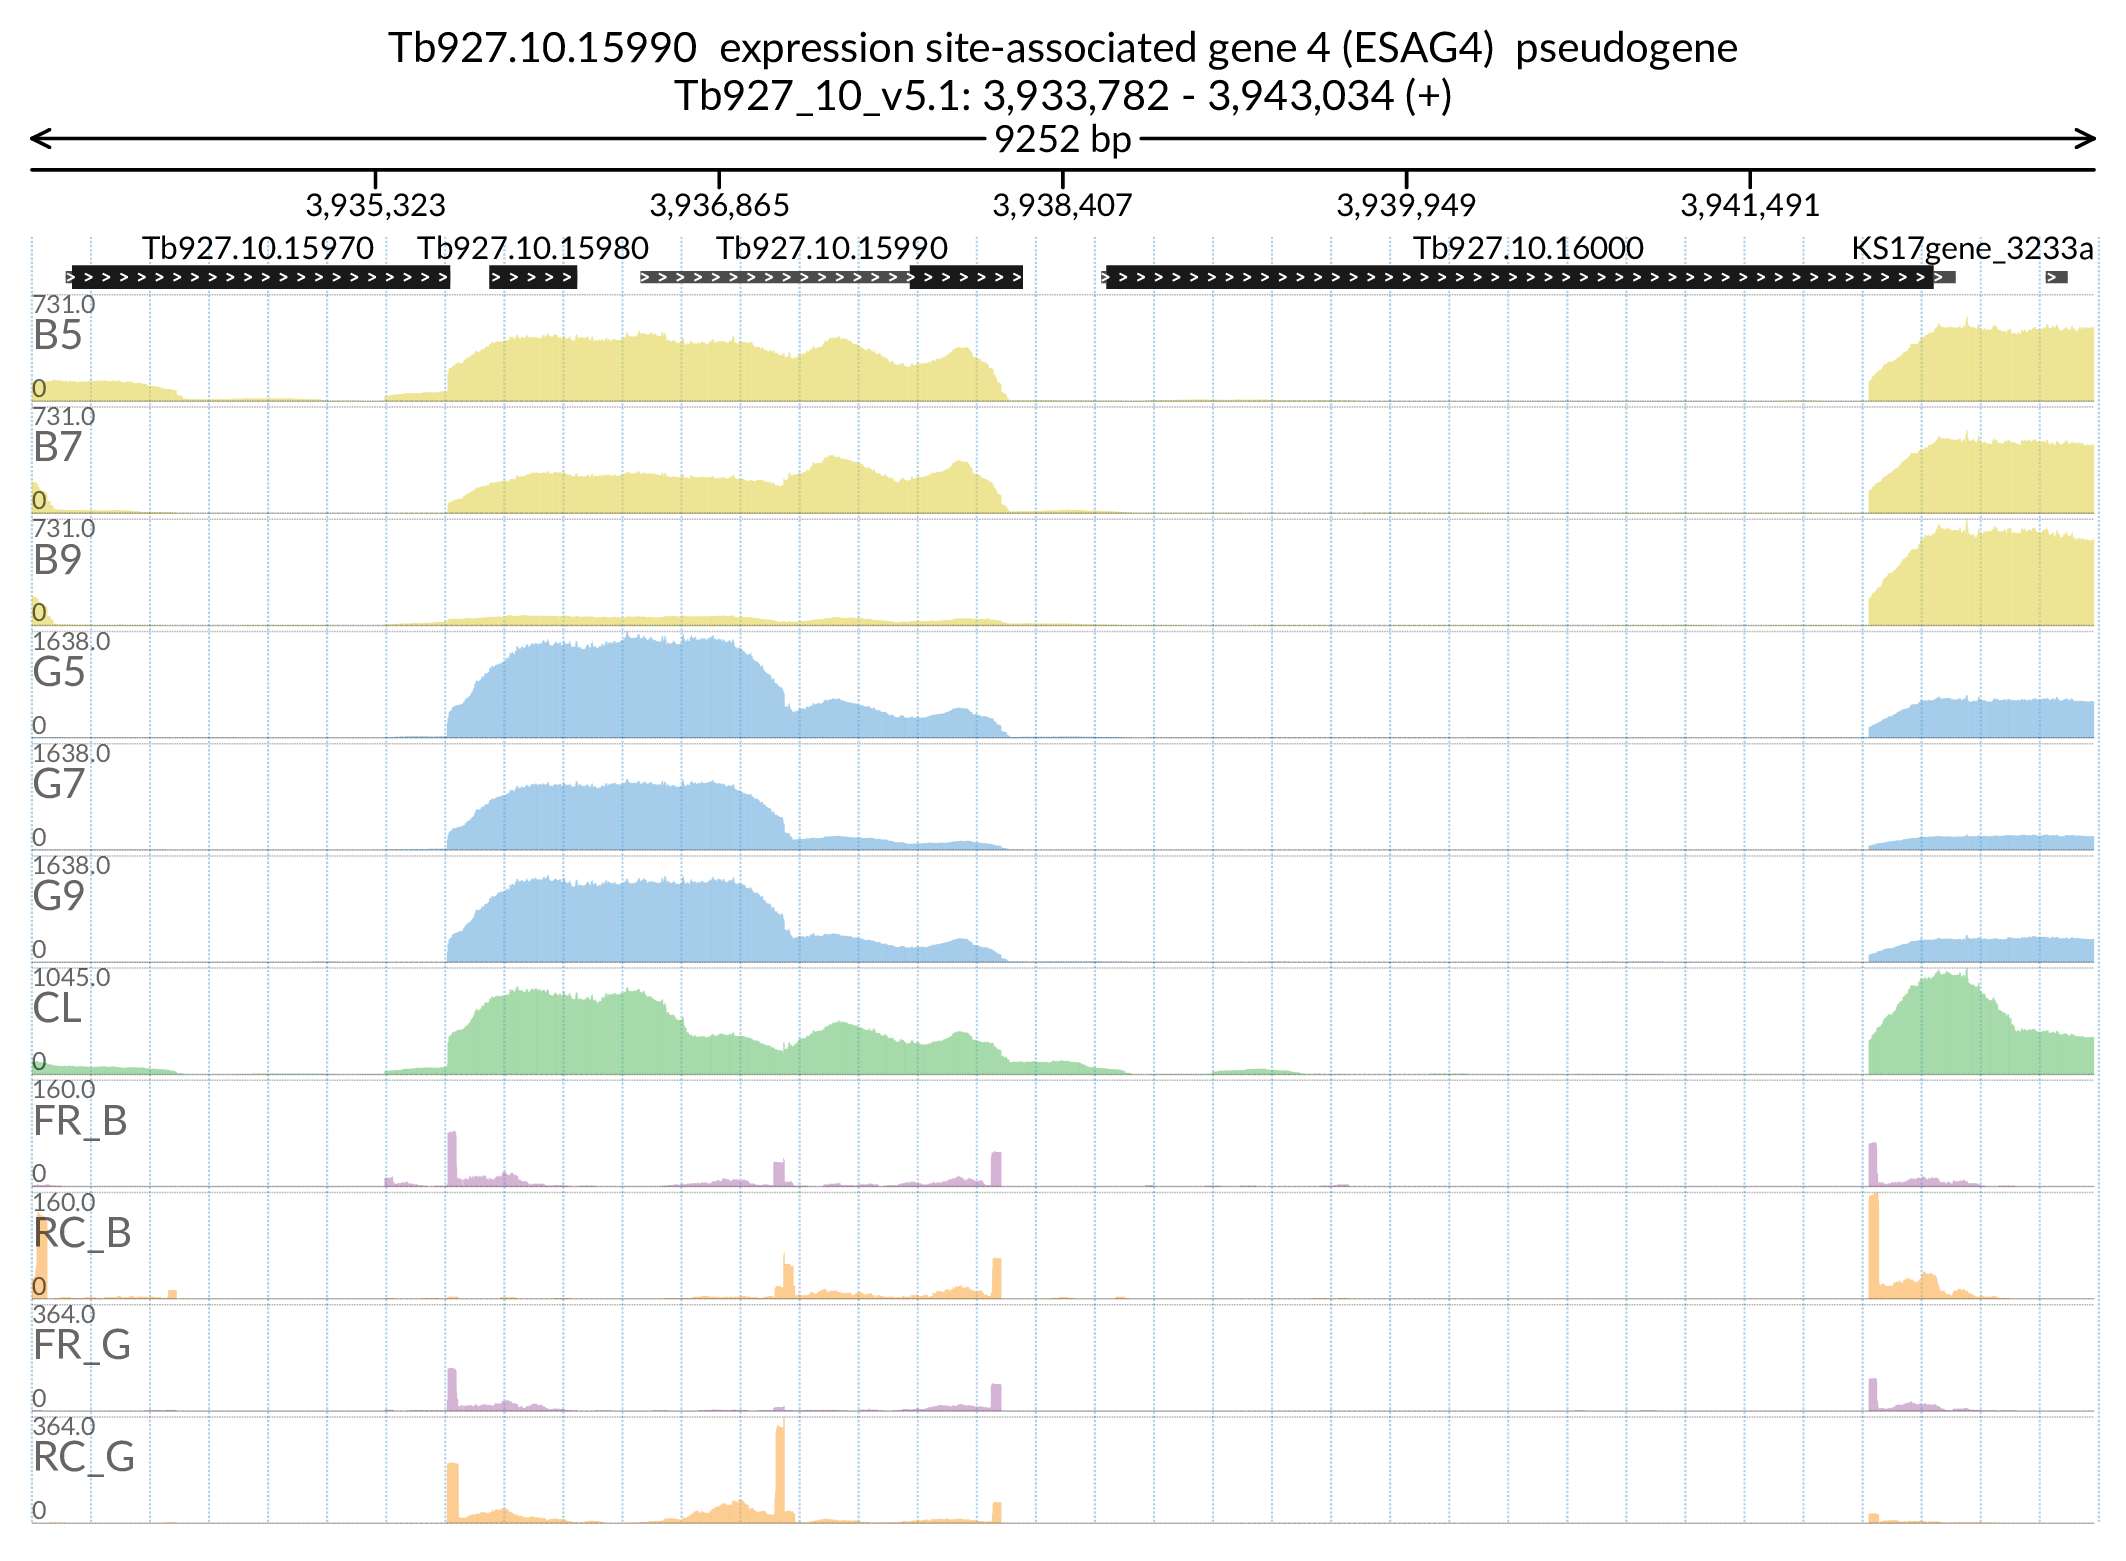 Tb927.10.15990  expression site-associated gene 4 (ESAG4)  pseudogene
Tb927_10_v5.1: 3,933,782 - 3,943,034 (+)
9252 bp
3,935,323 3,936,865 3,938,407 3,939,949 3,941,491
Tb927.10.15970 Tb927.10.15980 Tb927.10.15990 Tb927.10.16000 KS17gene_3233a
731.0
B5
0
731.0
B7
0
731.0
B9
0
1638.0
G5
0
1638.0
G7
0
1638.0
G9
0
1045.0
CL
0
160.0
FR_B
0
160.0
RC_B
0
364.0
FR_G
0
364.0
RC_G
0